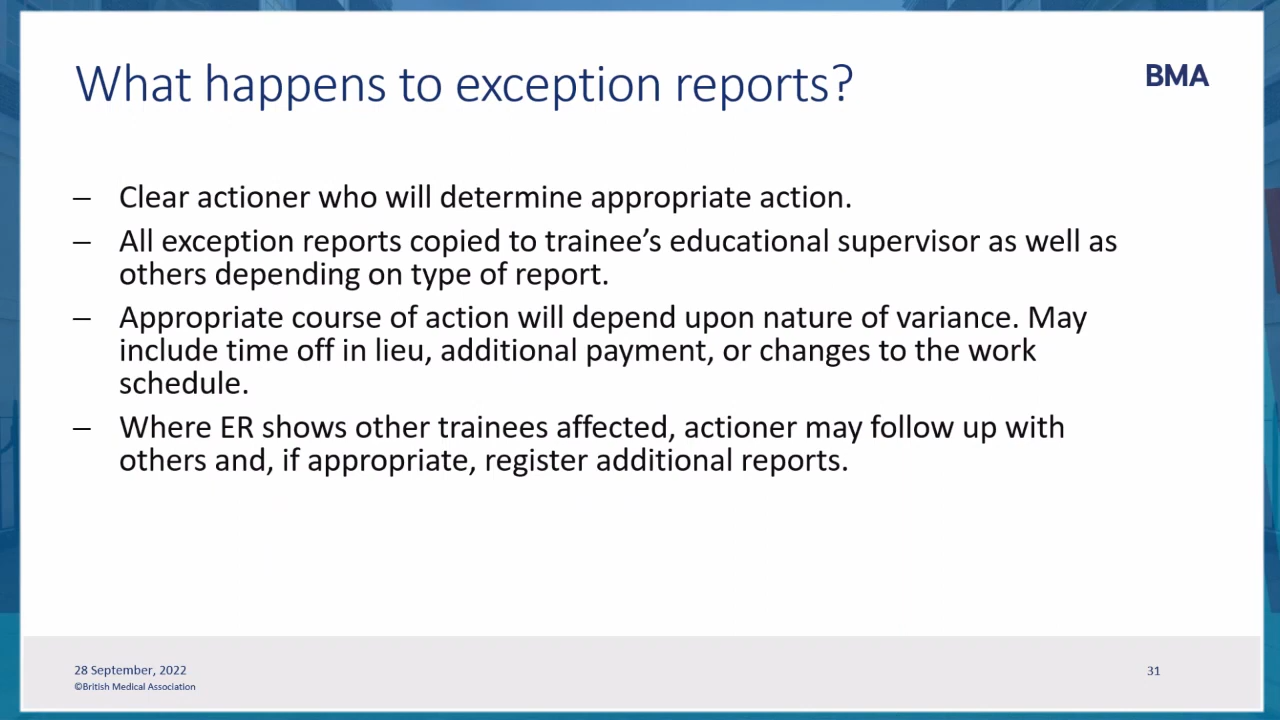 What happens to exception reports?
BMA
– Clear actioner who will determine appropriate action.
– All exception reports copied to trainee’s educational supervisor as well as
others depending on type of report.
– Appropriate course of action will depend upon nature of variance. May
include time off in lieu, additional payment, or changes to the work
schedule.
– Where ER shows other trainees affected, actioner may follow up with
others and, if appropriate, register additional reports.
28 September, 2022
©British Medical Association
31